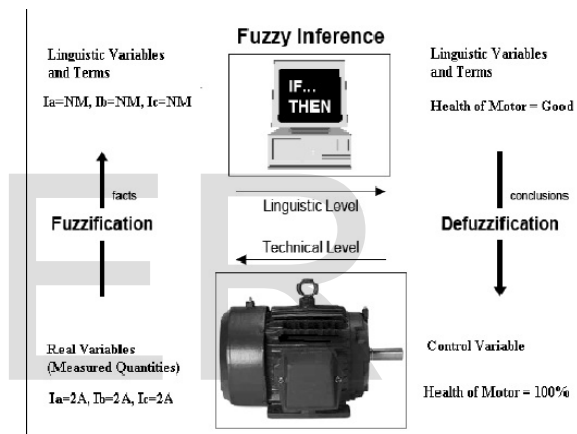 Fuzzy Inference
Linguistic Variables
and Terms
Ia=NM, Ib=NM, Ic=NM
IF...
THEN
Linguistic Variables
and Terms
Health of Motor = Good
facts
Fuzzification
Linguistic Level
Technical Level
conclusions
Defuzzification
Real Variables
(Measured Quantities)
Ia=2A, Ib=2A, Ic=2A
Control Variable
Health of Motor = 100%
ER